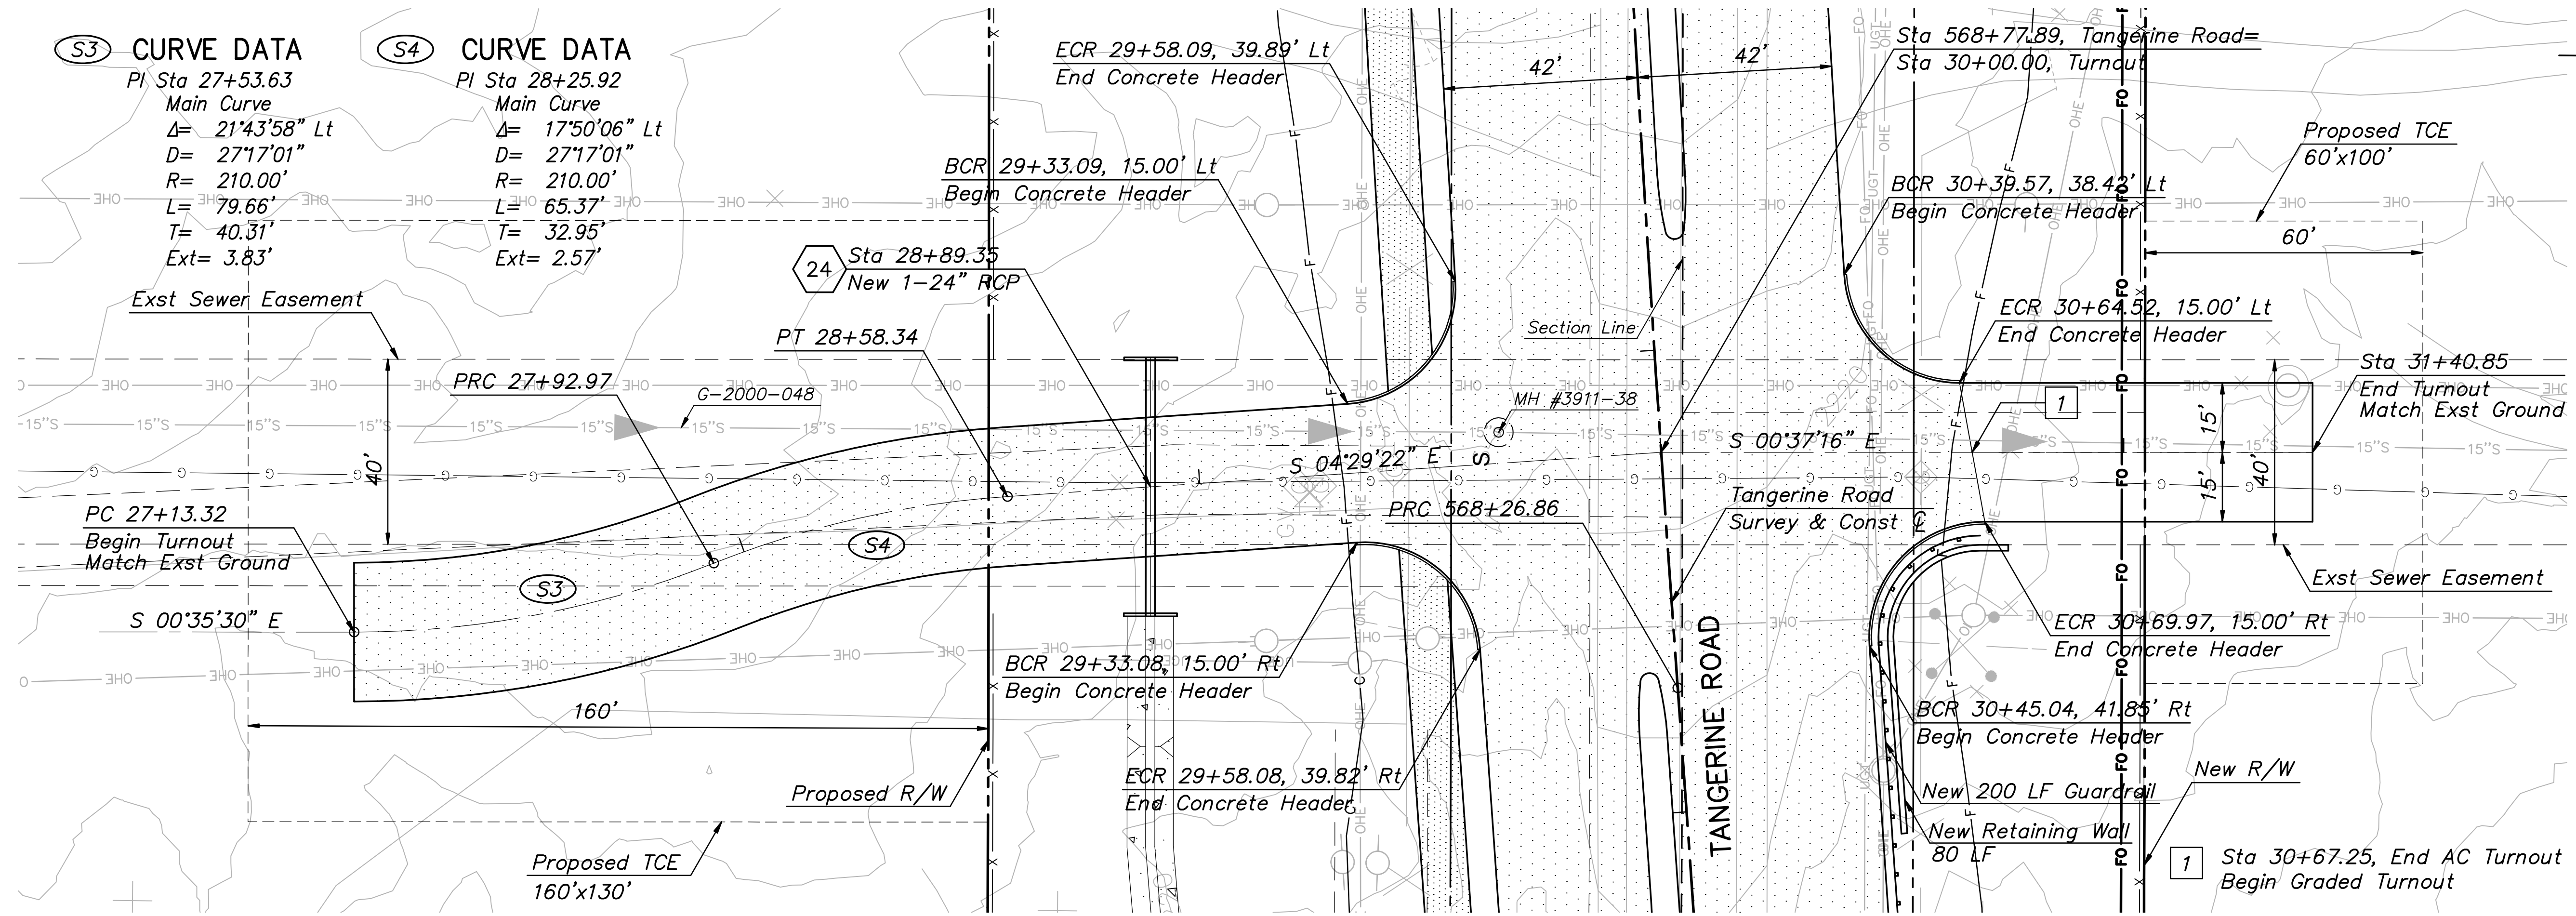 S3 CURVE DATA
PI Sta 27+53.63
Main Curve
Δ= 21°43'58" Lt
D= 27°17'01"
R= 210.00'
L= 79.66'
T= 40.31'
Ext= 3.83'
S4 CURVE DATA
PI Sta 28+25.92
Main Curve
Δ= 17°50'06" Lt
D= 27°17'01"
R= 210.00'
L= 65.37'
T= 32.95'
Ext= 2.57'
ECR 29+58.09, 39.89' Lt
End Concrete Header
42'
42'
Sta 568+77.89, Tangerine Road=
Sta 30+00.00, Turnout
Proposed TCE
60'x100'
BCR 29+33.09, 15.00' Lt
Begin Concrete Header
BCR 30+39.57, 38.42' Lt
Begin Concrete Header
60'
24
Sta 28+89.35
New 1-24" RCP
Exst Sewer Easement
PT 28+58.34
Section Line
ECR 30+64.52, 15.00' Lt
End Concrete Header
PRC 27+92.97
G-2000-048
MH #3911-38
1
Sta 31+40.85
End Turnout
Match Exst Ground
15"S
OHE
FO
UGT
40'
S 04°29'22" E
S
S 00°37'16" E
15'
15'
40'
PC 27+13.32
Begin Turnout
Match Exst Ground
PRC 568+26.86
Tangerine Road
Survey & Const ℄
S4
S3
Exst Sewer Easement
S 00°35'30" E
ECR 30+69.97, 15.00' Rt
End Concrete Header
BCR 29+33.08, 15.00' Rt
Begin Concrete Header
TANGERINE ROAD
160'
BCR 30+45.04, 41.85' Rt
Begin Concrete Header
ECR 29+58.08, 39.82' Rt
End Concrete Header
Proposed R/W
New 200 LF Guardrail
New R/W
New Retaining Wall
80 LF
Proposed TCE
160'x130'
1 Sta 30+67.25, End AC Turnout
Begin Graded Turnout